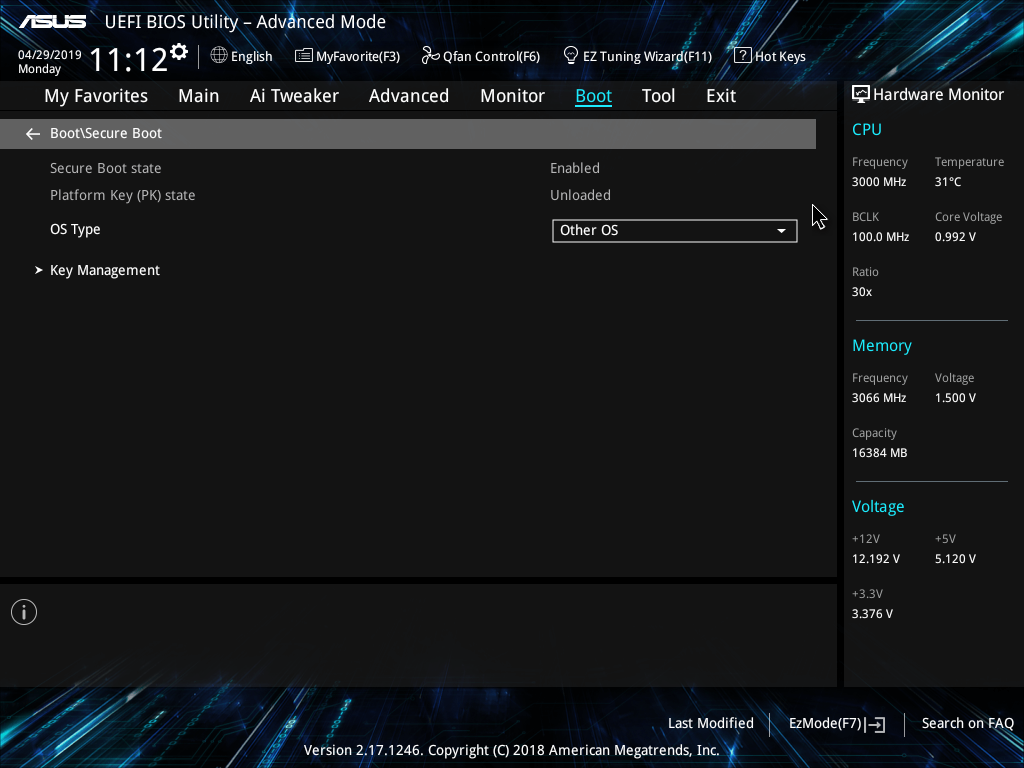 ASUS UEFI BIOS Utility – Advanced Mode
04/29/2019
Monday
11:12
English MyFavorite(F3) Qfan Control(F6) EZ Tuning Wizard(F11) ? Hot Keys
My Favorites Main Ai Tweaker Advanced Monitor Boot Tool Exit
Boot\Secure Boot
Secure Boot state Enabled
Platform Key (PK) state Unloaded
OS Type Other OS
Key Management
Hardware Monitor
CPU
Frequency Temperature
3000 MHz 31°C
BCLK Core Voltage
100.0 MHz 0.992 V
Ratio
30x
Memory
Frequency Voltage
3066 MHz 1.500 V
Capacity
16384 MB
Voltage
+12V +5V
12.192 V 5.120 V
+3.3V
3.376 V
Last Modified EzMode(F7) Search on FAQ
Version 2.17.1246. Copyright (C) 2018 American Megatrends, Inc.